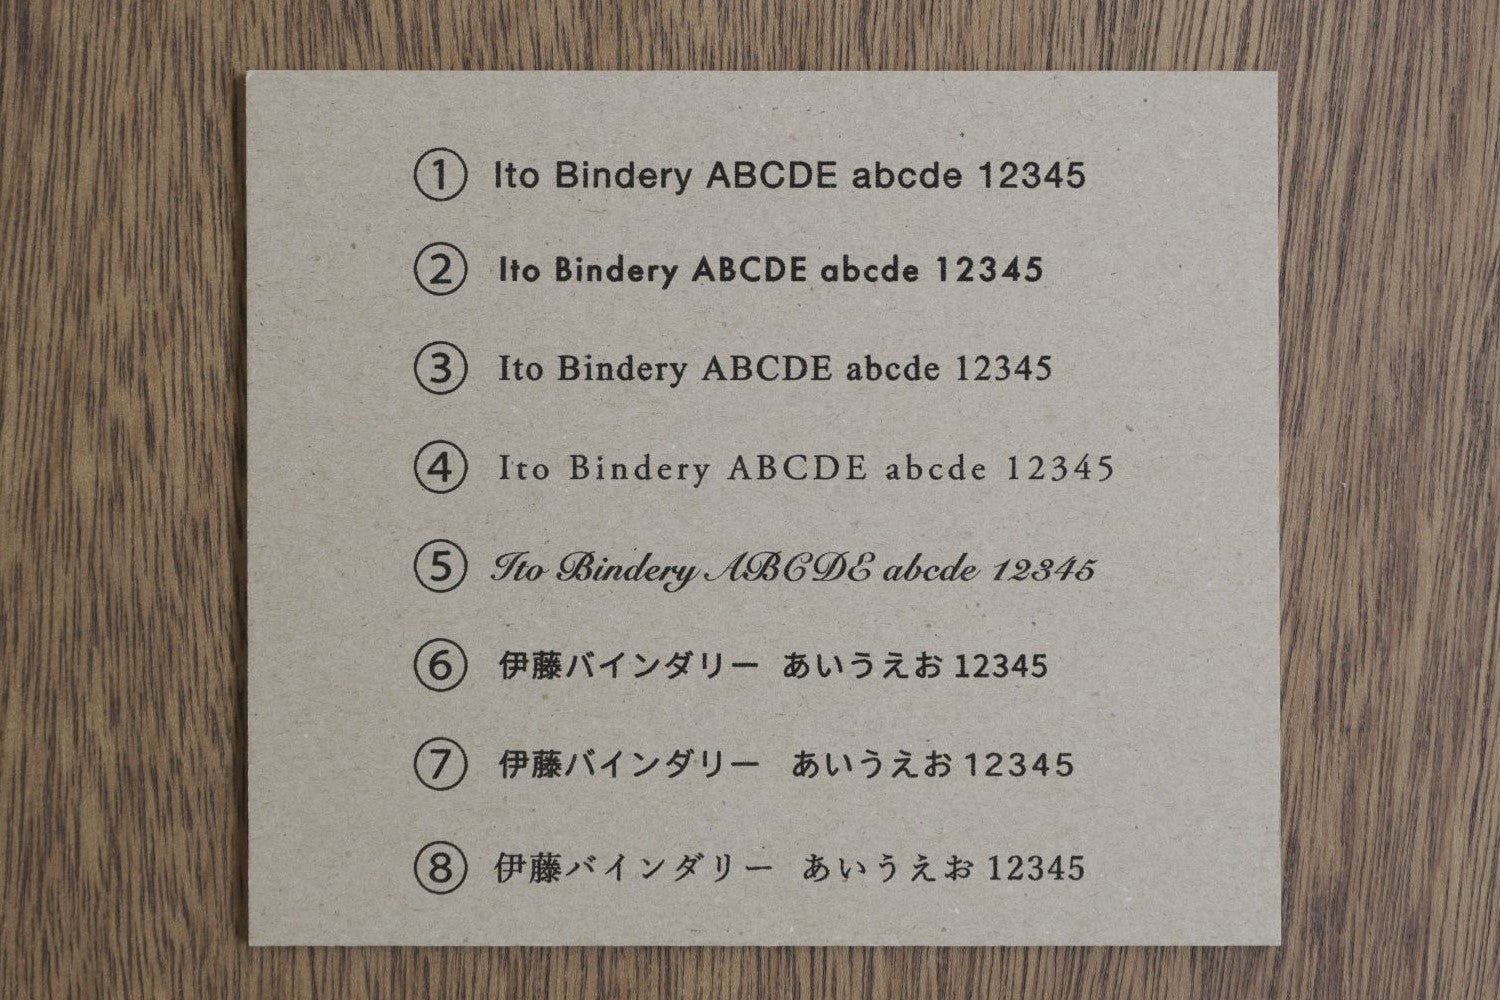 ① Ito Bindery ABCDE abcde 12345
② Ito Bindery ABCDE abcde 12345
③ Ito Bindery ABCDE abcde 12345
④ Ito Bindery ABCDE abcde 12345
⑤ Ito Bindery ABCDE abcde 12345
⑥ 伊藤バインダリー あいうえお 12345
⑦ 伊藤バインダリー あいうえお 12345
⑧ 伊藤バインダリー あいうえお 12345